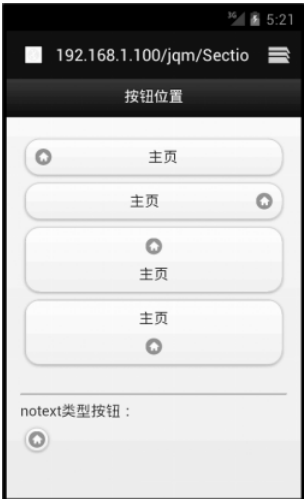 3G 5:21
192.168.1.100/jqm/Sectio
按钮位置
主页
主页
主页
主页
notext类型按钮：